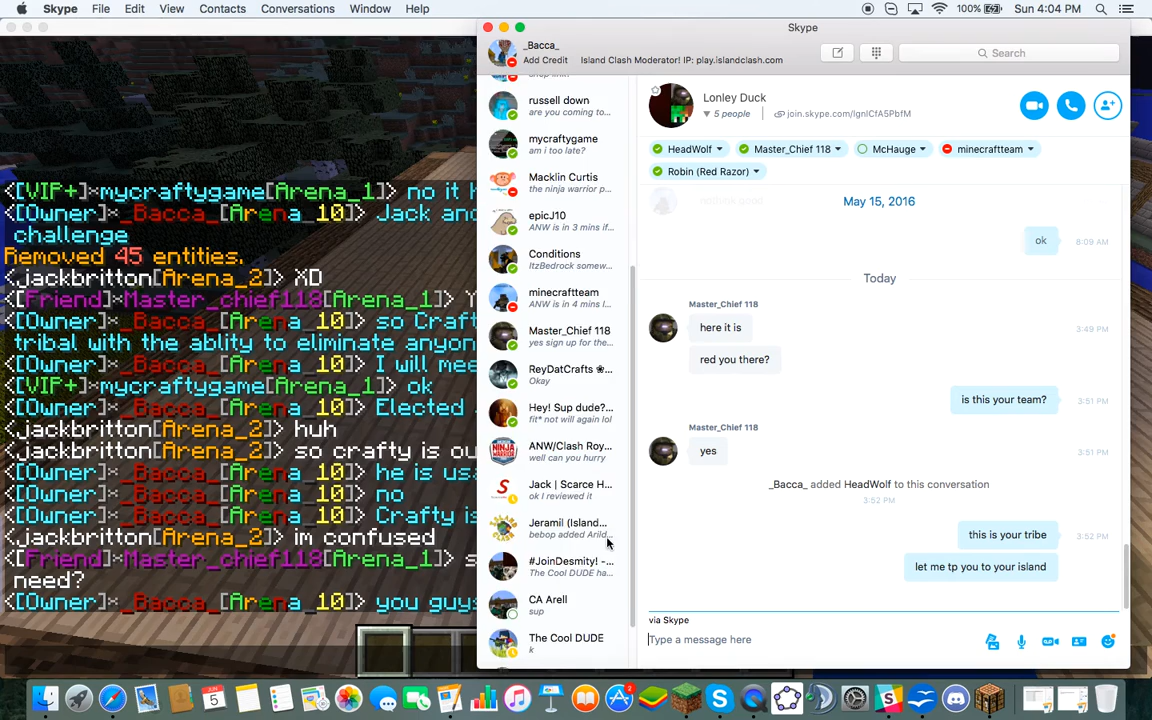 Skype File Edit View Contacts Conversations Window Help 100% Sun 4:04 PM
Skype
_Bacca_
Add Credit Island Clash Moderator! IP: play.islandclash.com
Search
russell down
are you coming to...
mycraftygame
am i too late?
Macklin Curtis
the ninja warrior p...
epicJ10
ANW is in 3 mins if...
Conditions
ItzBedrock somew...
minecraftteam
ANW is in 4 mins I...
Master_Chief 118
yes sign up for the...
ReyDatCrafts ❀...
Okay
Hey! Sup dude?...
fit* not will again lol
ANW/Clash Roy...
well can you hurry
Jack | Scarce H...
ok I reviewed it
Jeramil (Island...
bebop added Arild...
#JoinDesmity! -...
The Cool DUDE ha...
CA Arell
sup
The Cool DUDE
k
Lonley Duck
5 people join.skype.com/IgnlCfA5PbfM
HeadWolf Master_Chief 118 McHauge minecraftteam
Robin (Red Razor)
May 15, 2016
ok 8:09 AM
Today
Master_Chief 118
here it is 3:49 PM
red you there?
is this your team? 3:51 PM
Master_Chief 118
yes 3:51 PM
_Bacca_ added HeadWolf to this conversation
3:52 PM
this is your tribe 3:52 PM
let me tp you to your island
via Skype
Type a message here
<[VIP+]×mycraftygame[Arena_1]> no it h
<[Owner]×_Bacca_[Arena_10]> Jack and
challenge
Removed 45 entities.
<.jackbritton[Arena_2]> XD
<[Friend]×Master_chief118[Arena_1]> Y
<[Owner]×_Bacca_[Arena_10]> so Craf
tribal with the ablity to eliminate anyon
<[Owner]×_Bacca_[Arena_10]> I will mee
<[VIP+]×mycraftygame[Arena_1]> ok
<[Owner]×_Bacca_[Arena_10]> Elected
<.jackbritton[Arena_2]> huh
<.jackbritton[Arena_2]> so crafty is ou
<[Owner]×_Bacca_[Arena_10]> he is usa
<[Owner]×_Bacca_[Arena_10]> no
<[Owner]×_Bacca_[Arena_10]> Crafty is
<.jackbritton[Arena_2]> im confused
<[Friend]×Master_chief118[Arena_1]> s
need?
<[Owner]×_Bacca_[Arena_10]> you guys